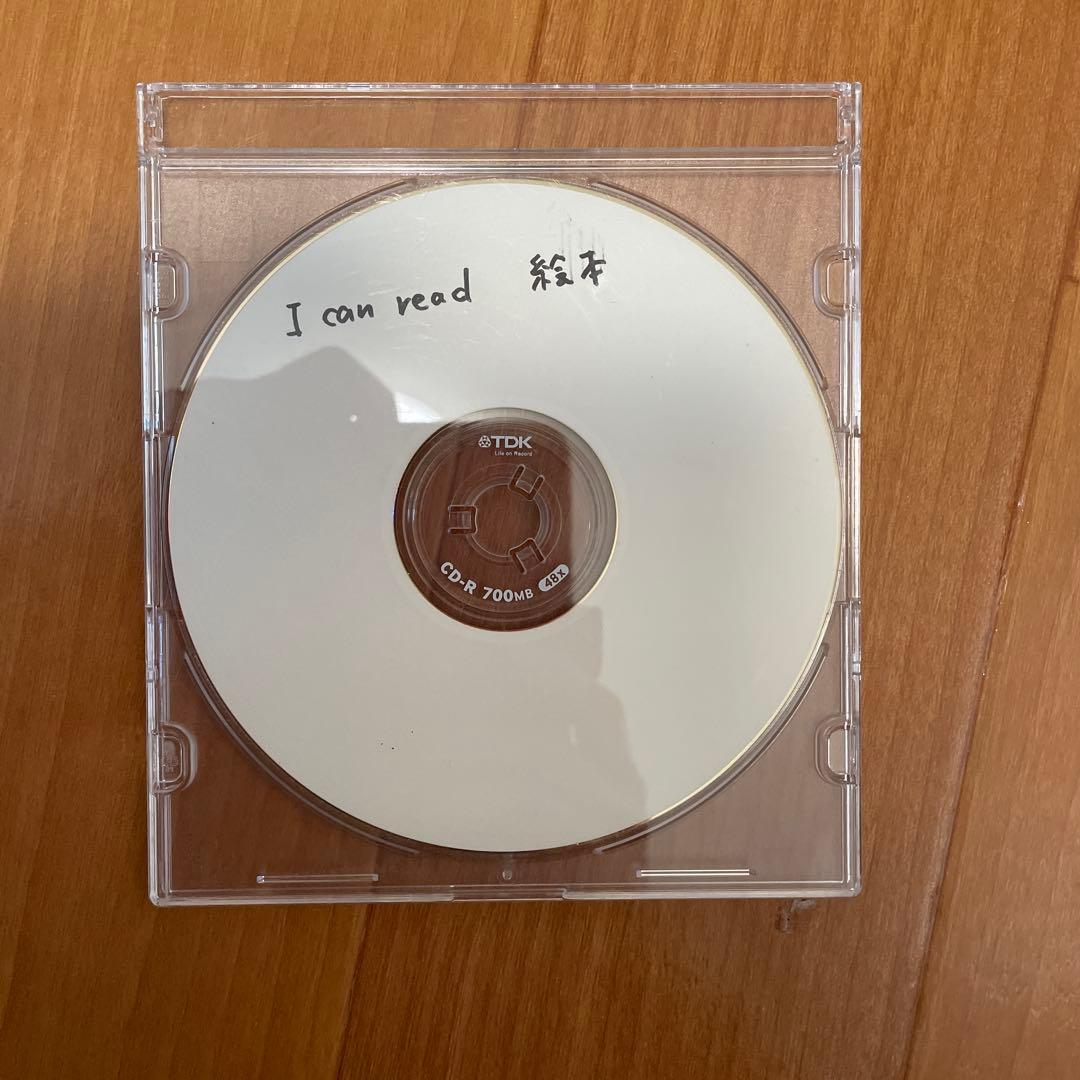 I can read 絵本
TDK
Life on Record
CD-R 700MB 48X